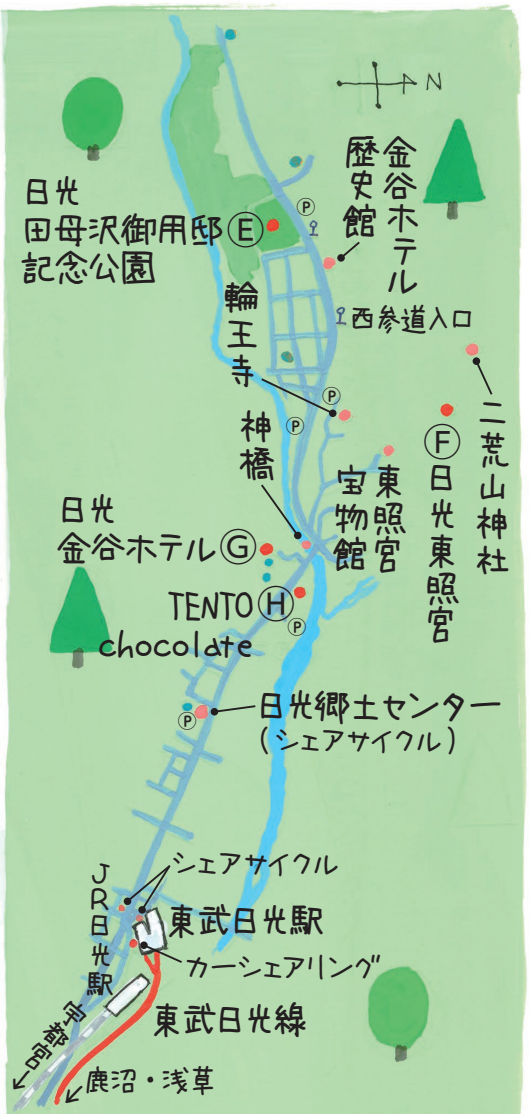 N
金谷ホテル
歴史館
日光
田母沢御用邸
記念公園
E
P
輪王寺
西参道入口
P
P
神橋
二荒山神社
F
日光東照宮
東照宮
宝物館
日光
金谷ホテル
G
TENTO
chocolate
H
P
日光郷土センター
(シェアサイクル)
P
シェアサイクル
JR日光駅
東武日光駅
カーシェアリング
宇都宮
東武日光線
鹿沼・浅草